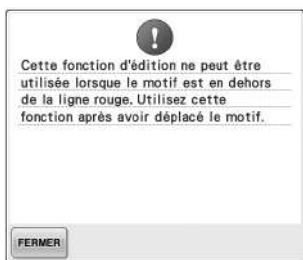 Cette fonction d'édition ne peut être
utilisée lorsque le motif est en dehors
de la ligne rouge. Utilisez cette
fonction après avoir déplacé le motif.
FERMER